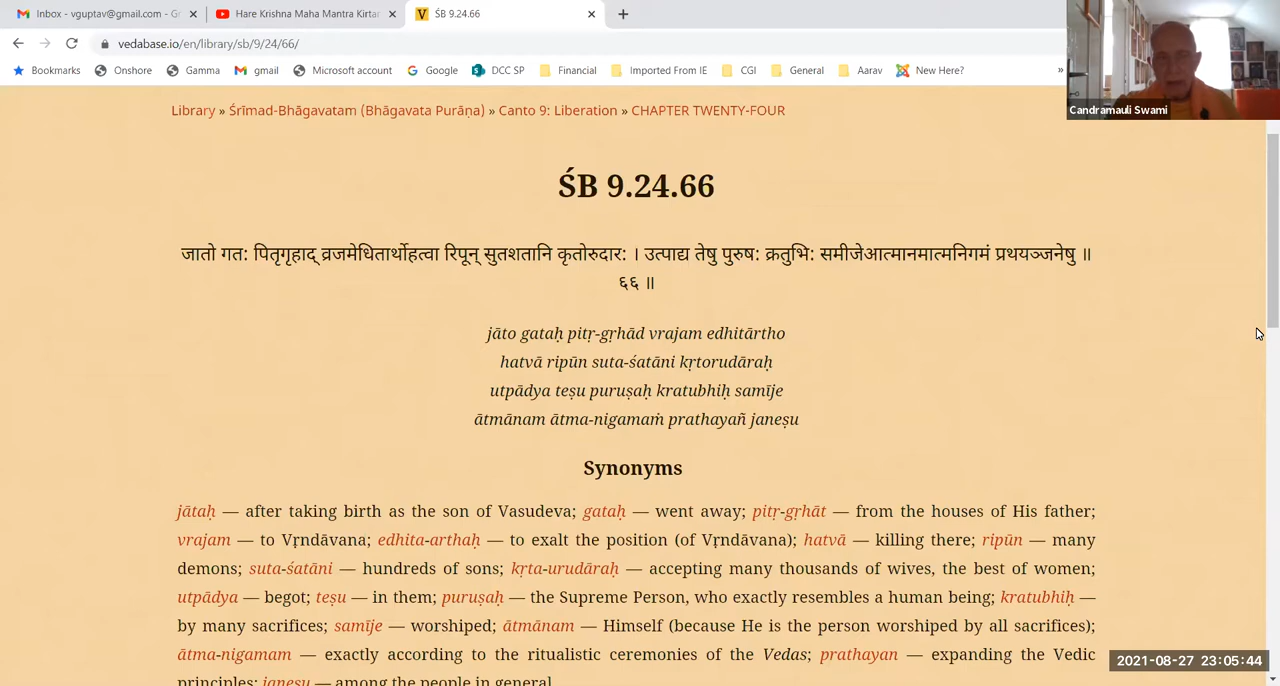 Inbox - vguptav@gmail.com - Gr
Hare Krishna Maha Mantra Kirtan
ŚB 9.24.66
vedabase.io/en/library/sb/9/24/66/
Bookmarks Onshore Gamma gmail Microsoft account Google DCC SP Financial Imported From IE CGI General Aarav New Here? »
Candramauli Swami
Library » Śrīmad-Bhāgavatam (Bhāgavata Purāṇa) » Canto 9: Liberation » CHAPTER TWENTY-FOUR
ŚB 9.24.66
जातो गत: पितृगृहाद् व्रजमेधितार्थोहत्वा रिपून् सुतशतानि कृतोरुदार: । उत्पाद्य तेषु पुरुष: क्रतुभि: समीजेआत्मानमात्मनिगमं प्रथयञ्जनेषु ॥
६६ ॥
jāto gataḥ pitṛ-gṛhād vrajam edhitārtho
hatvā ripūn suta-śatāni kṛtorudāraḥ
utpādya teṣu puruṣaḥ kratubhiḥ samīje
ātmānam ātma-nigamaṁ prathayañ janeṣu
Synonyms
jātaḥ — after taking birth as the son of Vasudeva; gataḥ — went away; pitṛ-gṛhāt — from the houses of His father;
vrajam — to Vṛndāvana; edhita-arthaḥ — to exalt the position (of Vṛndāvana); hatvā — killing there; ripūn — many
demons; suta-śatāni — hundreds of sons; kṛta-urudāraḥ — accepting many thousands of wives, the best of women;
utpādya — begot; teṣu — in them; puruṣaḥ — the Supreme Person, who exactly resembles a human being; kratubhiḥ —
by many sacrifices; samīje — worshiped; ātmānam — Himself (because He is the person worshiped by all sacrifices);
ātma-nigamam — exactly according to the ritualistic ceremonies of the Vedas; prathayan — expanding the Vedic
principles; janeṣu — among the people in general.
2021-08-27 23:05:44